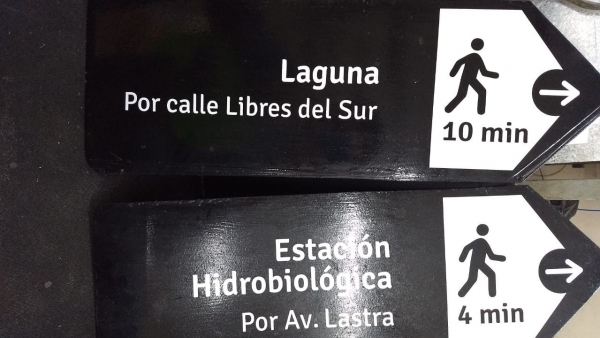 Laguna
Por calle Libres del Sur
10 min
Estación
Hidrobiológica
Por Av. Lastra
4 min